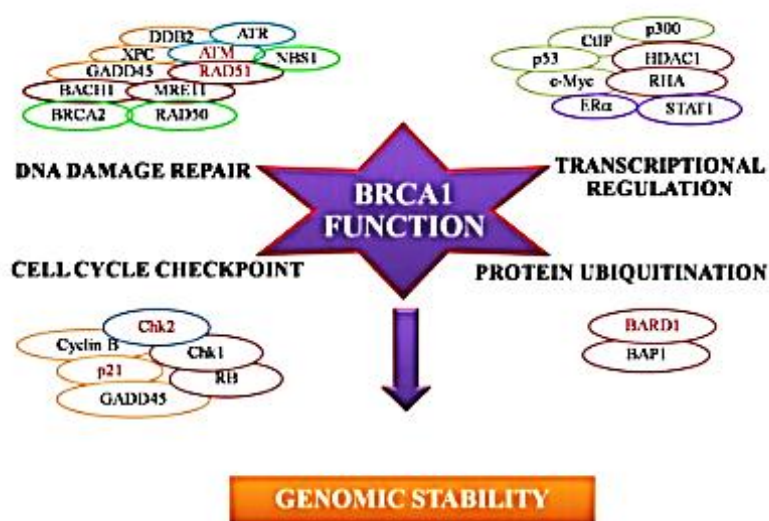 DDB2
ATR
XPC
ATM
NBS1
GADD45
RAD51
BACH1
MRE11
BRCA2
RAD50
DNA DAMAGE REPAIR
p300
CtIP
p53
HDAC1
c-Myc
RHA
ERα
STAT1
TRANSCRIPTIONAL
REGULATION
BRCA1
FUNCTION
CELL CYCLE CHECKPOINT
Chk2
Cyclin B
Chk1
p21
RB
GADD45
PROTEIN UBIQUITINATION
BARD1
BAP1
GENOMIC STABILITY